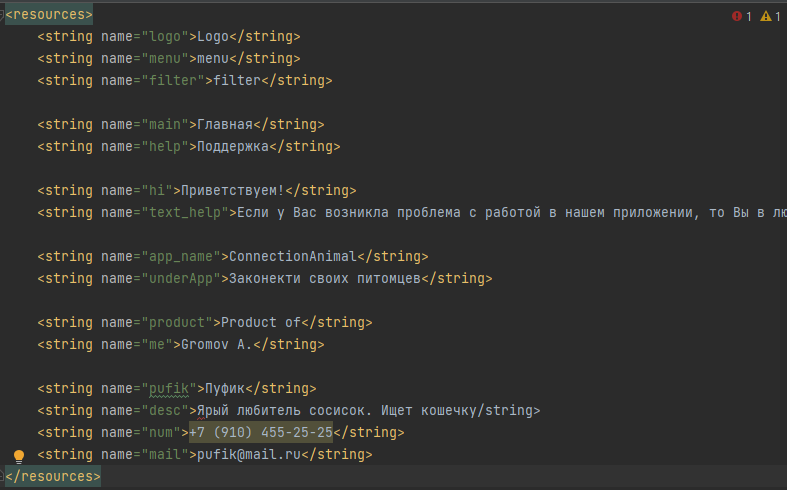 <resources>
<string name="logo">Logo</string>
<string name="menu">menu</string>
<string name="filter">filter</string>
<string name="main">Главная</string>
<string name="help">Поддержка</string>
<string name="hi">Приветствуем!</string>
<string name="text_help">Если у Вас возникла проблема с работой в нашем приложении, то Вы в лю
<string name="app_name">ConnectionAnimal</string>
<string name="underApp">Законекти своих питомцев</string>
<string name="product">Product of</string>
<string name="me">Gromov A.</string>
<string name="pufik">Пуфик</string>
<string name="desc">Ярый любитель сосисок. Ищет кошечку/string>
<string name="num">+7 (910) 455-25-25</string>
<string name="mail">pufik@mail.ru</string>
</resources>
1 1